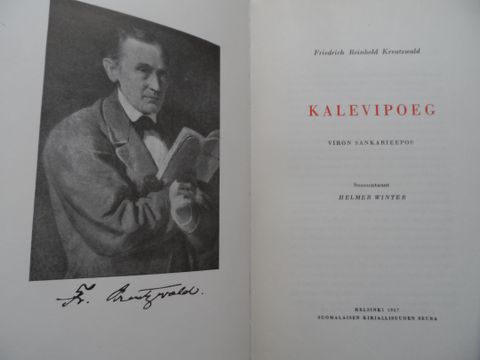 Fr. Kreutzwald.
Friedrich Reinhold Kreutzwald
KALEVIPOEG
VIRON SANKARIEEPOS
Suomentanut
HELMER WINTER
HELSINKI 1957
SUOMALAISEN KIRJALLISUUDEN SEURA